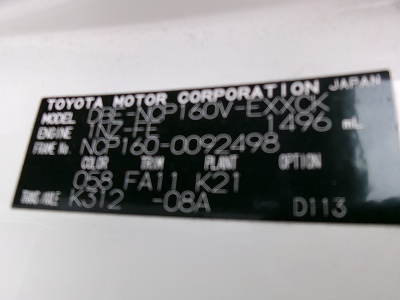 TOYOTA MOTOR CORPORATION JAPAN
MODEL DBE-NCP160V-EXXCK
ENGINE 1NZ-FE 1496 mL
FRAME No. NCP160-0092498
COLOR TRIM PLANT OPTION
058 FA11 K21
TRANS/AXLE K312 -08A D113